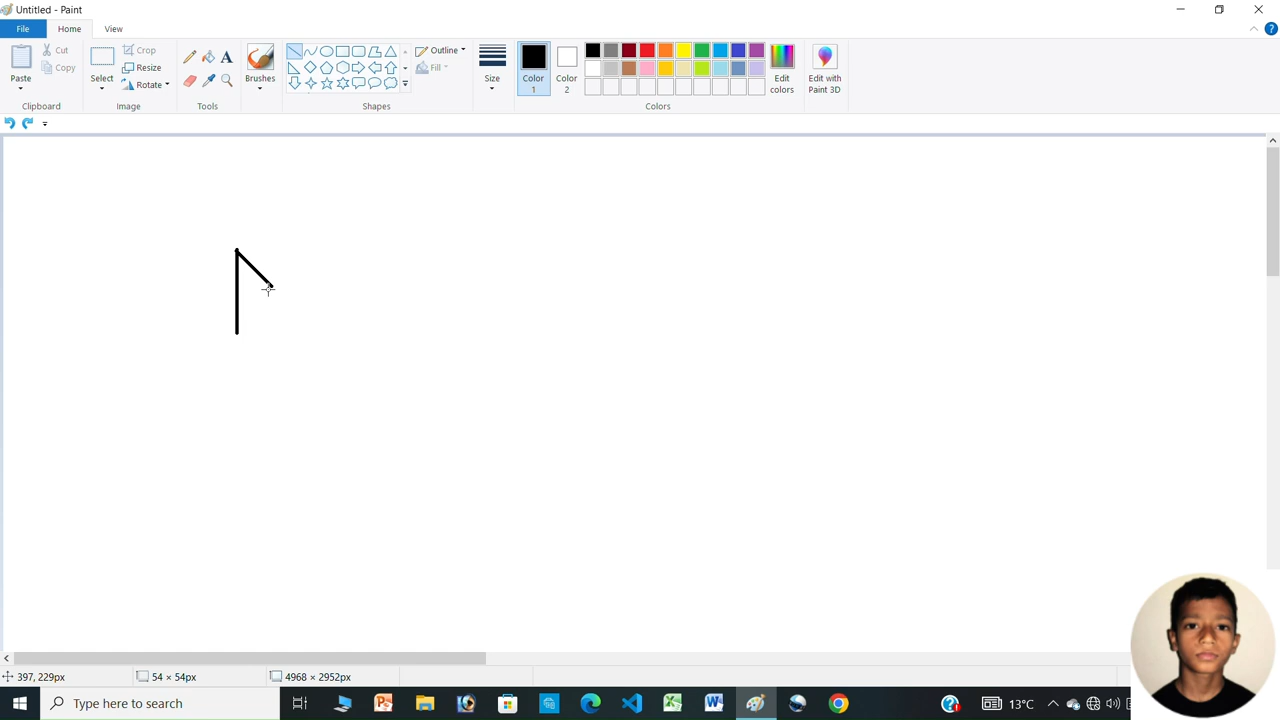 Untitled - Paint
File Home View
Paste
Cut
Copy
Clipboard
Select
Crop
Resize
Rotate
Image
Tools
Brushes
Shapes
Outline
Fill
Size
Color 1
Color 2
Edit colors
Colors
Edit with Paint 3D
397, 229px 54 × 54px 4968 × 2952px
Type here to search 13°C